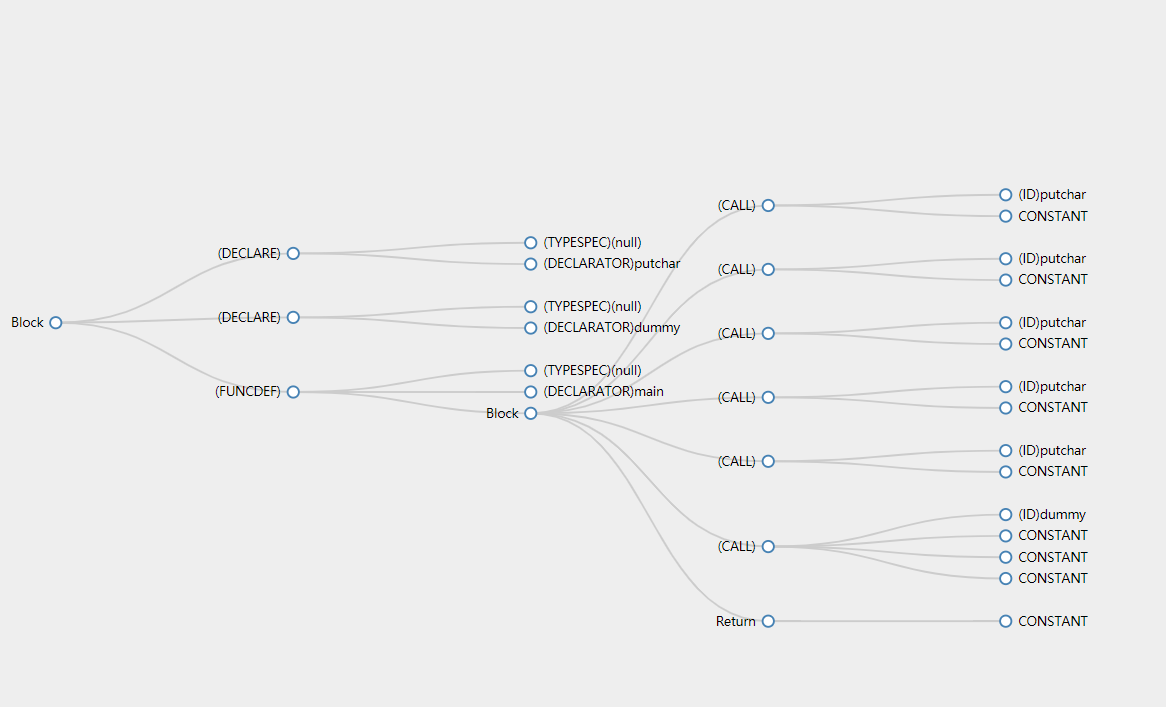 Block
(DECLARE)
(TYPESPEC)(null)
(DECLARATOR)putchar
(DECLARE)
(TYPESPEC)(null)
(DECLARATOR)dummy
(FUNCDEF)
(TYPESPEC)(null)
(DECLARATOR)main
Block
(CALL)
(ID)putchar
CONSTANT
(CALL)
(ID)putchar
CONSTANT
(CALL)
(ID)putchar
CONSTANT
(CALL)
(ID)putchar
CONSTANT
(CALL)
(ID)putchar
CONSTANT
(CALL)
(ID)dummy
CONSTANT
CONSTANT
CONSTANT
Return
CONSTANT